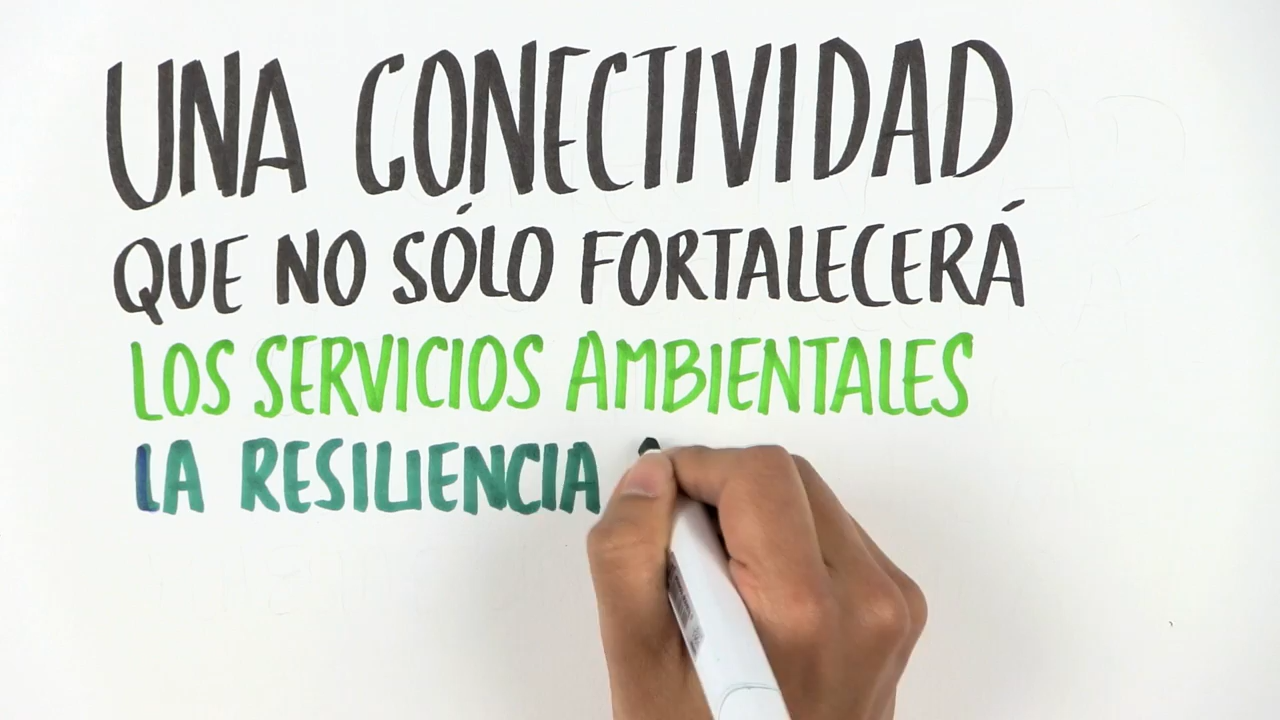 UNA CONECTIVIDAD
QUE NO SÓLO FORTALECERÁ
LOS SERVICIOS AMBIENTALES
LA RESILIENCIA